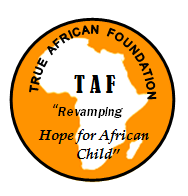 TRUE AFRICAN FOUNDATION
TAF
"Revamping
Hope for African
Child"